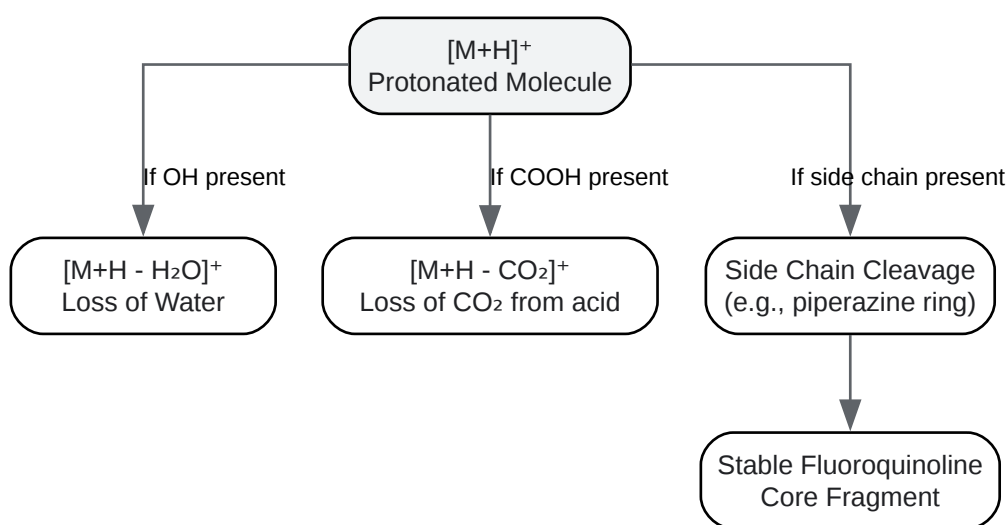 [M+H]⁺
Protonated Molecule
If OH present
If COOH present
If side chain present
[M+H - H₂O]⁺
Loss of Water
[M+H - CO₂]⁺
Loss of CO₂ from acid
Side Chain Cleavage
(e.g., piperazine ring)
Stable Fluoroquinoline
Core Fragment